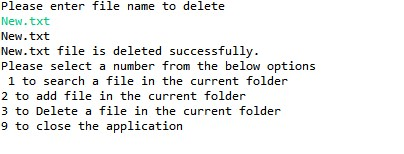 Please enter file name to delete
New.txt
New.txt
New.txt file is deleted successfully.
Please select a number from the below options
 1 to search a file in the current folder
2 to add file in the current folder
3 to Delete a file in the current folder
9 to close the application